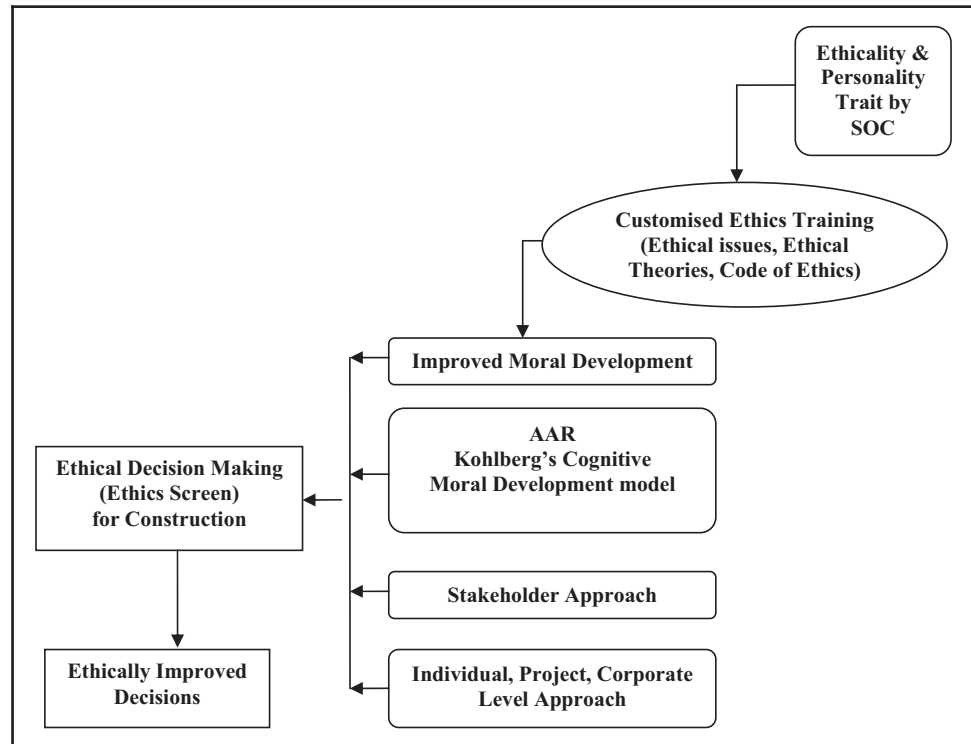 Ethicality &
Personality
Trait by
SOC
Customised Ethics Training
(Ethical issues, Ethical
Theories, Code of Ethics)
Improved Moral Development
AAR
Kohlberg’s Cognitive
Moral Development model
Ethical Decision Making
(Ethics Screen)
for Construction
Stakeholder Approach
Ethically Improved
Decisions
Individual, Project, Corporate
Level Approach